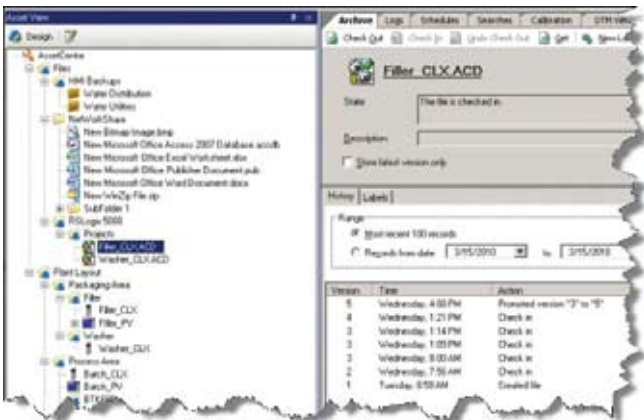 Asset View
Design
AssetCentre
Files
HMI Backups
Water Distribution
Water Utilities
NetWorkShare
New Bitmap Image.bmp
New Microsoft Office Access 2007 Database.accdb
New Microsoft Office Excel Worksheet.xlsx
New Microsoft Office Publisher Document.pub
New Microsoft Office Word Document.docx
New WinZip File.zip
SubFolder 1
RSLogix 5000
Projects
Filler_CLX.ACD
Washer_CLX.ACD
Plant Layout
Packaging Area
Filler
Filler_CLX
Filler_PV
Washer
Washer_CLX
Process Area
Batch_CLX
Batch_PV
Archive Logs Schedules Searches Calibration DTM
Check Out Check In Undo Check Out Get New
Filler_CLX.ACD
State The file is checked in.
Description
Store latest version only
History Labels
Range
Most recent 100 records
Records from date 3/15/2010 to 3/15/2010
Version Time Action
5 Wednesday, 4:00 PM Promoted version "3" to "5"
4 Wednesday, 1:21 PM Check in
3 Wednesday, 1:14 PM Check in
3 Wednesday, 1:09 PM Check in
3 Wednesday, 8:00 AM Check in
2 Wednesday, 7:56 AM Check in
1 Tuesday, 8:58 AM Created file